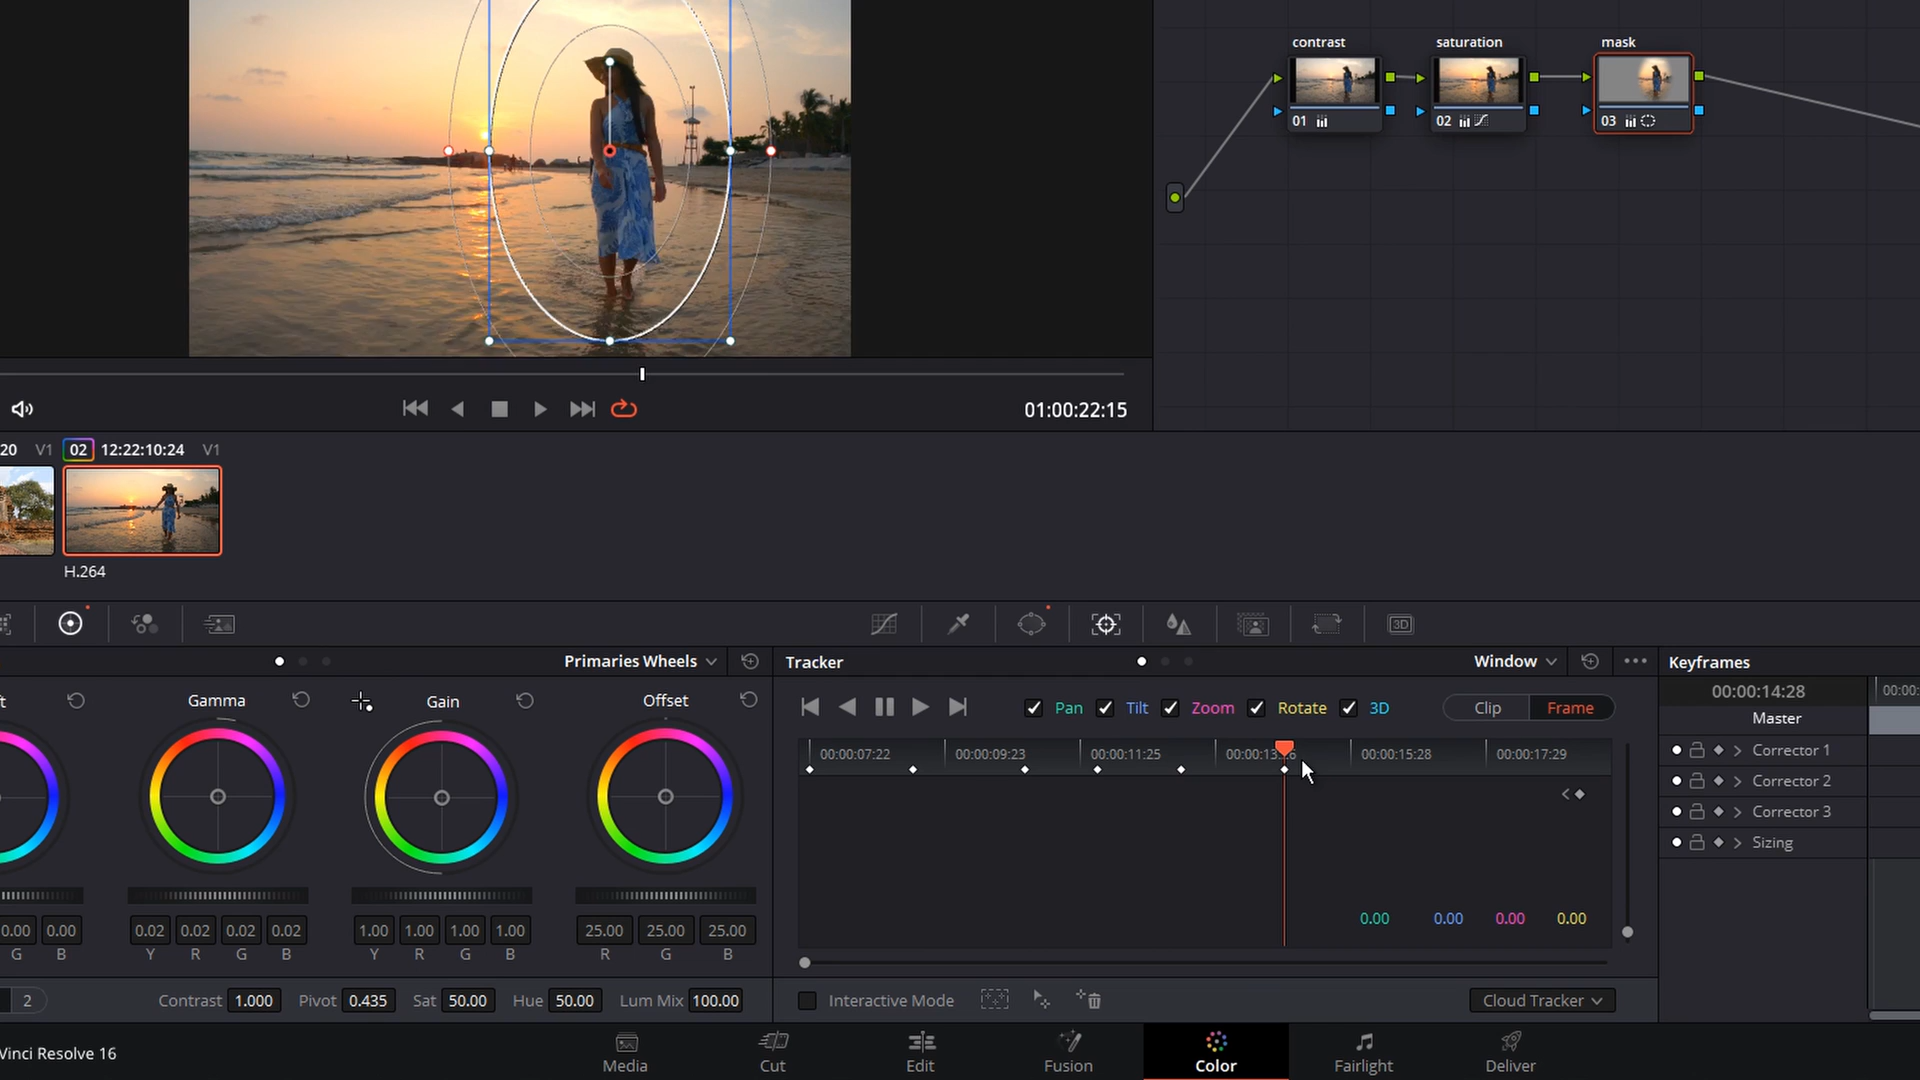 contrast
saturation
mask
01
02
03
01:00:22:15
20 V1 02 12:22:10:24 V1
H.264
3D
Primaries Wheels
Tracker
Window
Keyframes
Gamma
Gain
Offset
Pan Tilt Zoom Rotate 3D
Clip Frame
00:00:14:28
00:00:
Master
00:00:07:22 00:00:09:23 00:00:11:25 00:00:15:28 00:00:17:29
Corrector 1
Corrector 2
Corrector 3
Sizing
0.00 0.00 0.00 0.00
0.00 0.00
0.02 0.02 0.02 0.02
1.00 1.00 1.00 1.00
25.00 25.00 25.00
G B
Y R G B
Y R G B
R G B
2
Contrast 1.000 Pivot 0.435 Sat 50.00 Hue 50.00 Lum Mix 100.00
Interactive Mode
Cloud Tracker
Vinci Resolve 16
Media
Cut
Edit
Fusion
Color
Fairlight
Deliver